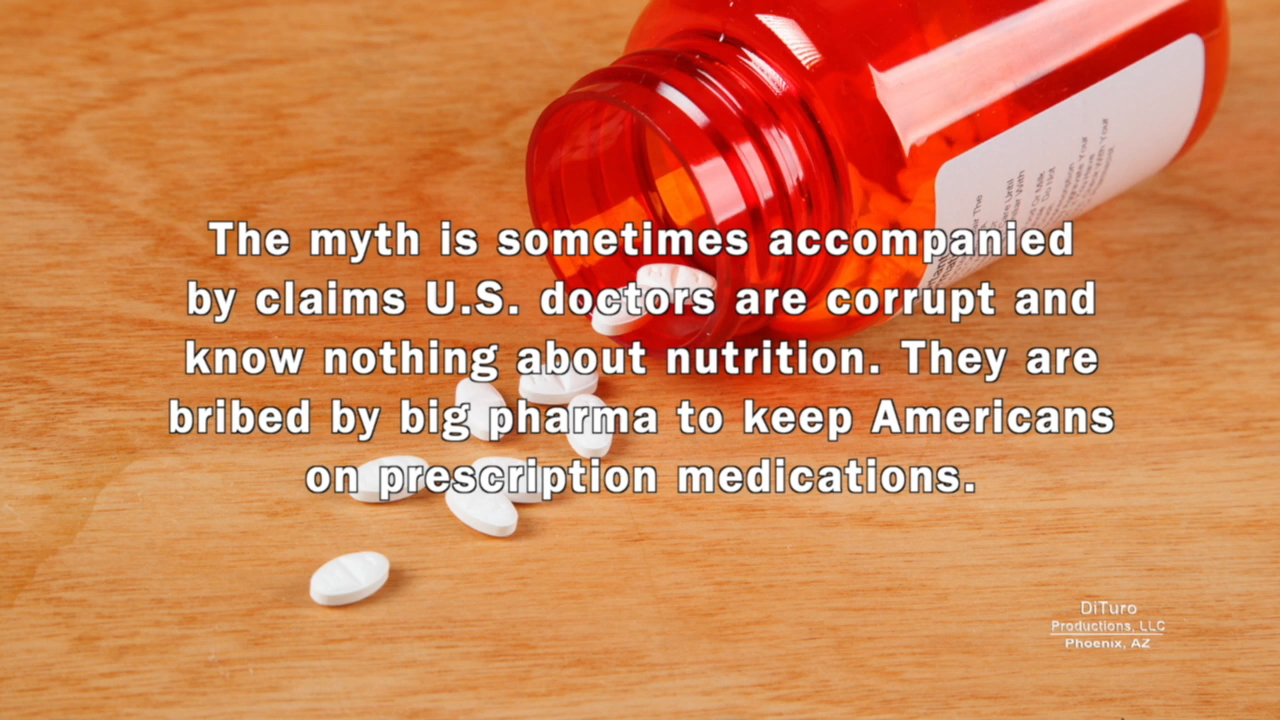 The myth is sometimes accompanied
by claims U.S. doctors are corrupt and
know nothing about nutrition. They are
bribed by big pharma to keep Americans
on prescription medications.
DiTuro
Productions, LLC
Phoenix, AZ